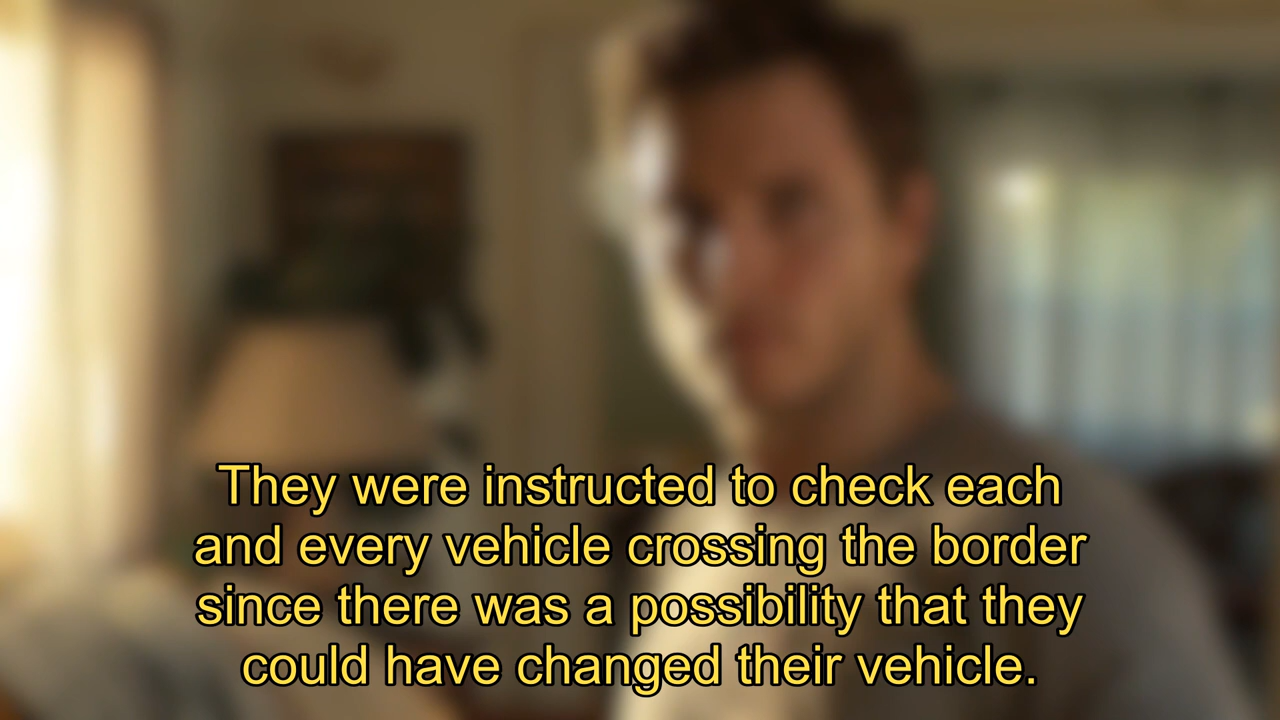 They were instructed to check each
and every vehicle crossing the border
since there was a possibility that they
could have changed their vehicle.